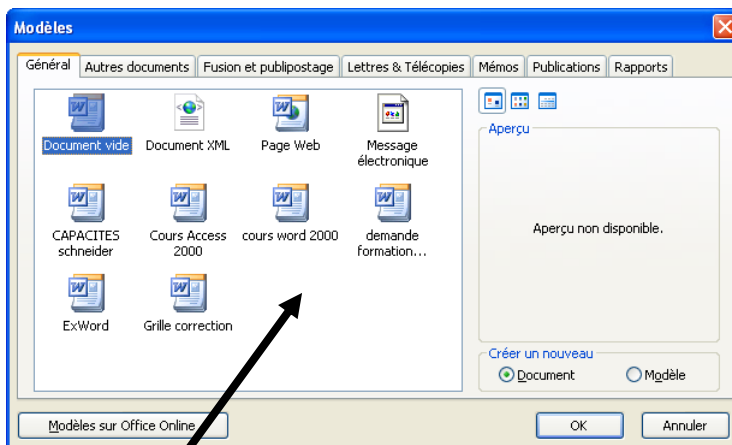 Modèles
Général Autres documents Fusion et publipostage Lettres & Télécopies Mémos Publications Rapports
Document vide Document XML Page Web Message
électronique
CAPACITES
schneider
Cours Access
2000
cours word 2000
demande
formation...
ExWord Grille correction
Aperçu
Aperçu non disponible.
Créer un nouveau
Document Modèle
Modèles sur Office Online OK Annuler